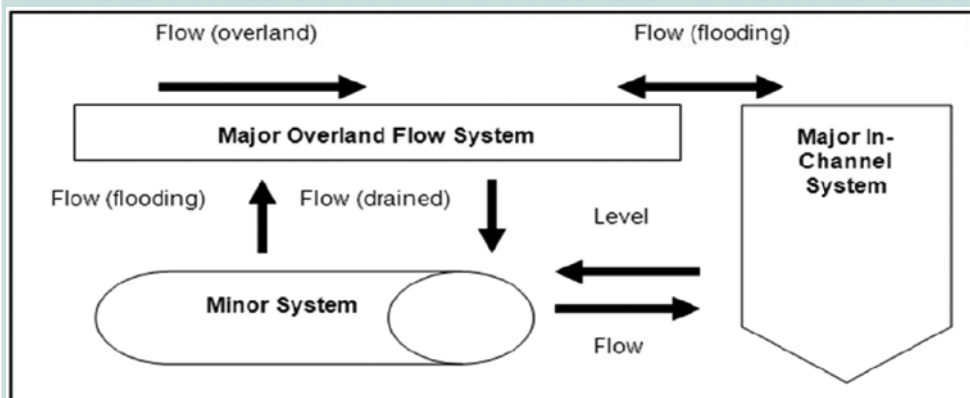 Flow (overland)
Flow (flooding)
Major Overland Flow System
Major In-
Channel
System
Flow (flooding)
Flow (drained)
Level
Minor System
Flow